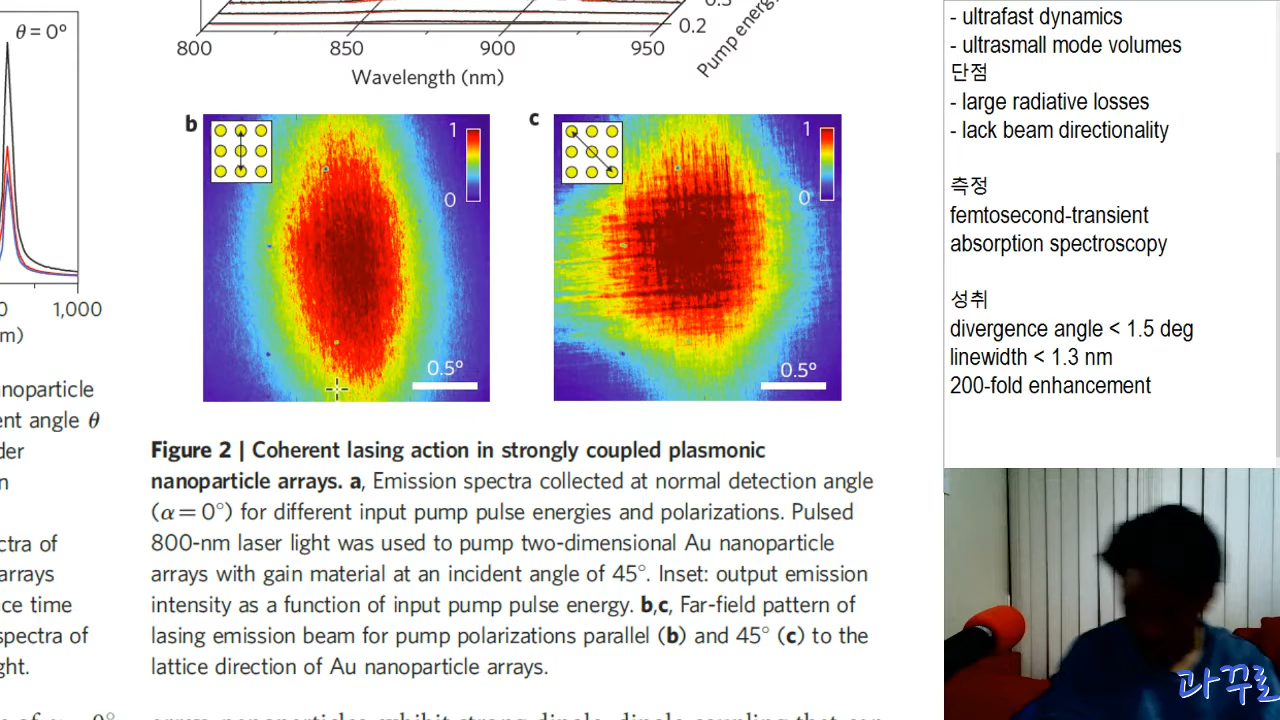 θ = 0°
1,000
0.2
800
850
900
950
Wavelength (nm)
Pump energ
b
1
0
0.5°
c
1
0
0.5°
anoparticle
ent angle θ
der
n
ctra of
arrays
ce time
spectra of
ght.
Figure 2 | Coherent lasing action in strongly coupled plasmonic
nanoparticle arrays. a, Emission spectra collected at normal detection angle
(α = 0°) for different input pump pulse energies and polarizations. Pulsed
800-nm laser light was used to pump two-dimensional Au nanoparticle
arrays with gain material at an incident angle of 45°. Inset: output emission
intensity as a function of input pump pulse energy. b,c, Far-field pattern of
lasing emission beam for pump polarizations parallel (b) and 45° (c) to the
lattice direction of Au nanoparticle arrays.
- ultrafast dynamics
- ultrasmall mode volumes
단점
- large radiative losses
- lack beam directionality
측정
femtosecond-transient
absorption spectroscopy
성취
divergence angle < 1.5 deg
linewidth < 1.3 nm
200-fold enhancement
과꾸로